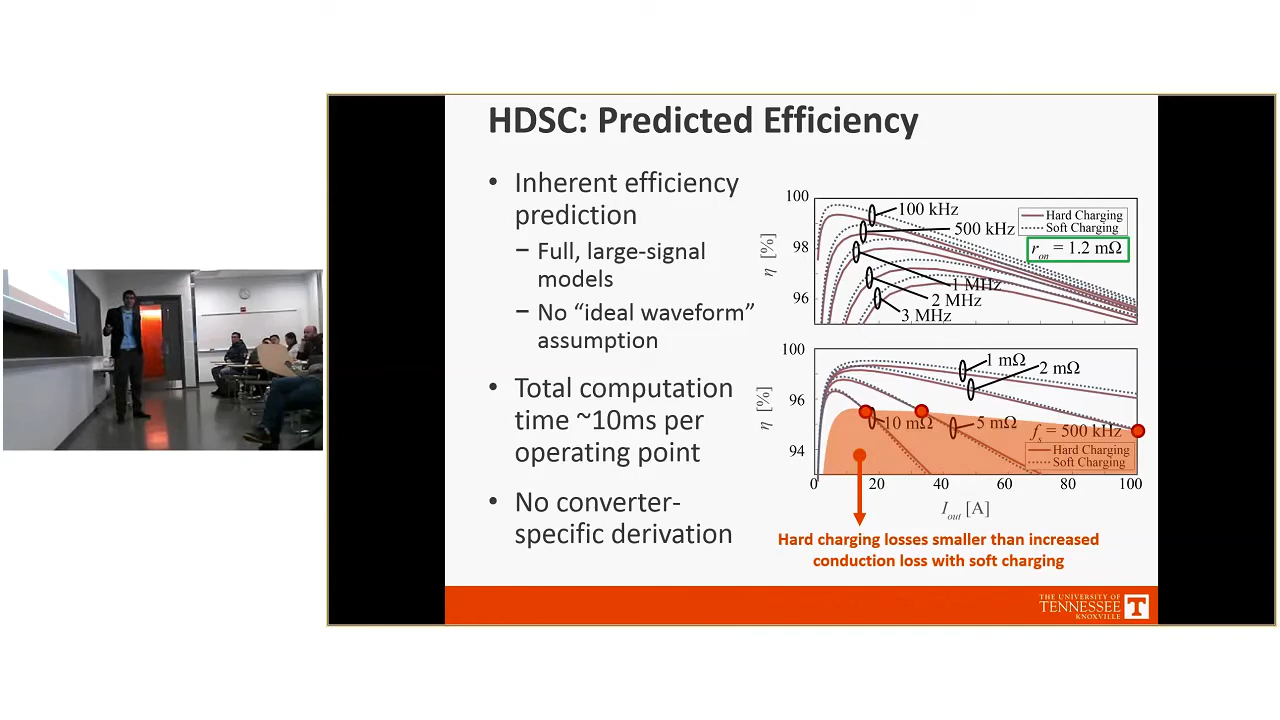 HDSC: Predicted Efficiency
• Inherent efficiency
prediction
− Full, large-signal
models
− No “ideal waveform”
assumption
• Total computation
time ~10ms per
operating point
• No converter-
specific derivation
100
98
96
η [%]
100 kHz
500 kHz
1 MHz
2 MHz
3 MHz
Hard Charging
Soft Charging
r_on = 1.2 mΩ
100
96
94
η [%]
1 mΩ
2 mΩ
10 mΩ
5 mΩ
f_s = 500 kHz
Hard Charging
Soft Charging
0 20 40 60 80 100
I_out [A]
Hard charging losses smaller than increased
conduction loss with soft charging
THE UNIVERSITY OF
TENNESSEE
KNOXVILLE
T